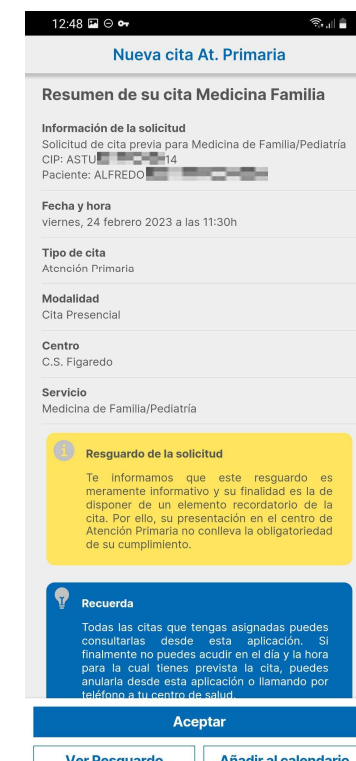 12:48
Nueva cita At. Primaria
Resumen de su cita Medicina Familia
Información de la solicitud
Solicitud de cita previa para Medicina de Familia/Pediatría
CIP: ASTU 14
Paciente: ALFREDO
Fecha y hora
viernes, 24 febrero 2023 a las 11:30h
Tipo de cita
Atención Primaria
Modalidad
Cita Presencial
Centro
C.S. Figaredo
Servicio
Medicina de Familia/Pediatría
Resguardo de la solicitud
Te informamos que este resguardo es
meramente informativo y su finalidad es la de
disponer de un elemento recordatorio de la
cita. Por ello, su presentación en el centro de
Atención Primaria no conlleva la obligatoriedad
de su cumplimiento.
Recuerda
Todas las citas que tengas asignadas puedes
consultarlas desde esta aplicación. Si
finalmente no puedes acudir en el día y la hora
para la cual tienes prevista la cita, puedes
anularla desde esta aplicación o llamando por
teléfono a tu centro de salud.
Aceptar
Ver Resguardo Añadir al calendario